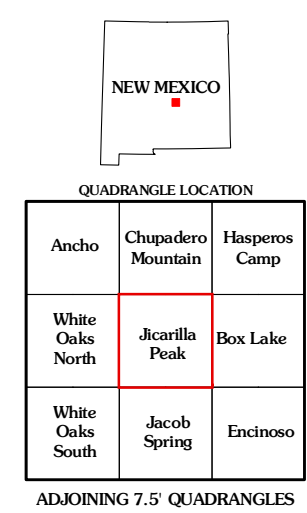 NEW MEXICO
QUADRANGLE LOCATION
Ancho
Chupadero
Mountain
Hasperos
Camp
White
Oaks
North
Jicarilla
Peak
Box Lake
White
Oaks
South
Jacob
Spring
Encinoso
ADJOINING 7.5' QUADRANGLES